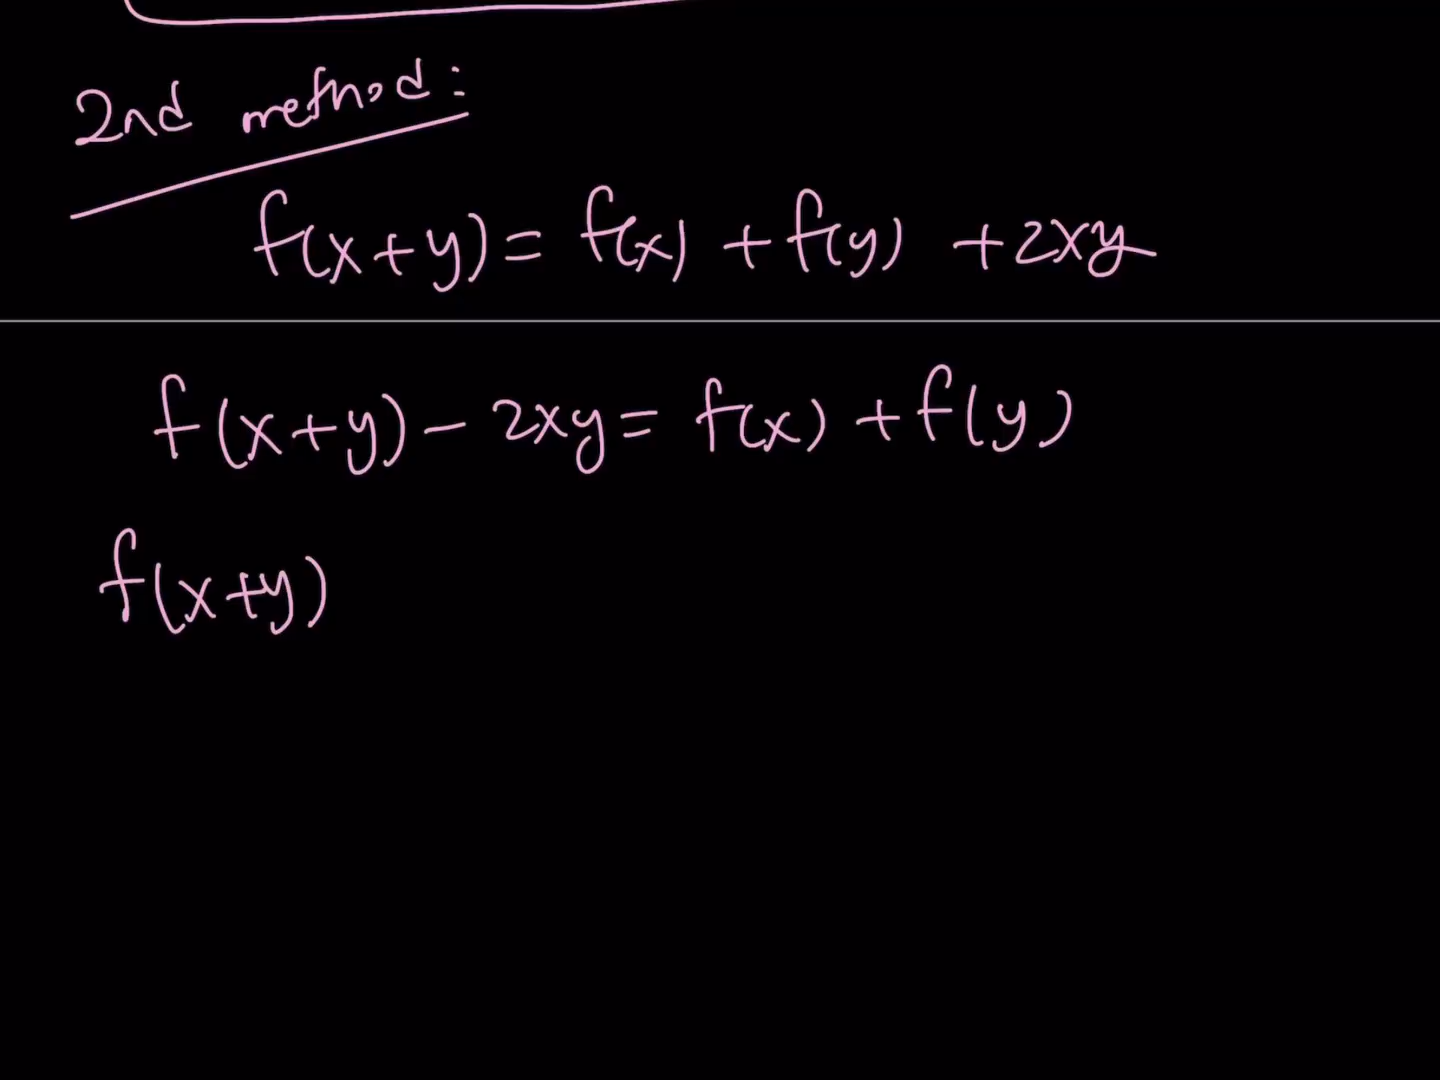 2nd method:
f(x+y)= f(x) + f(y) +2xy
f(x+y) - 2xy = f(x) + f(y)
f(x+y)